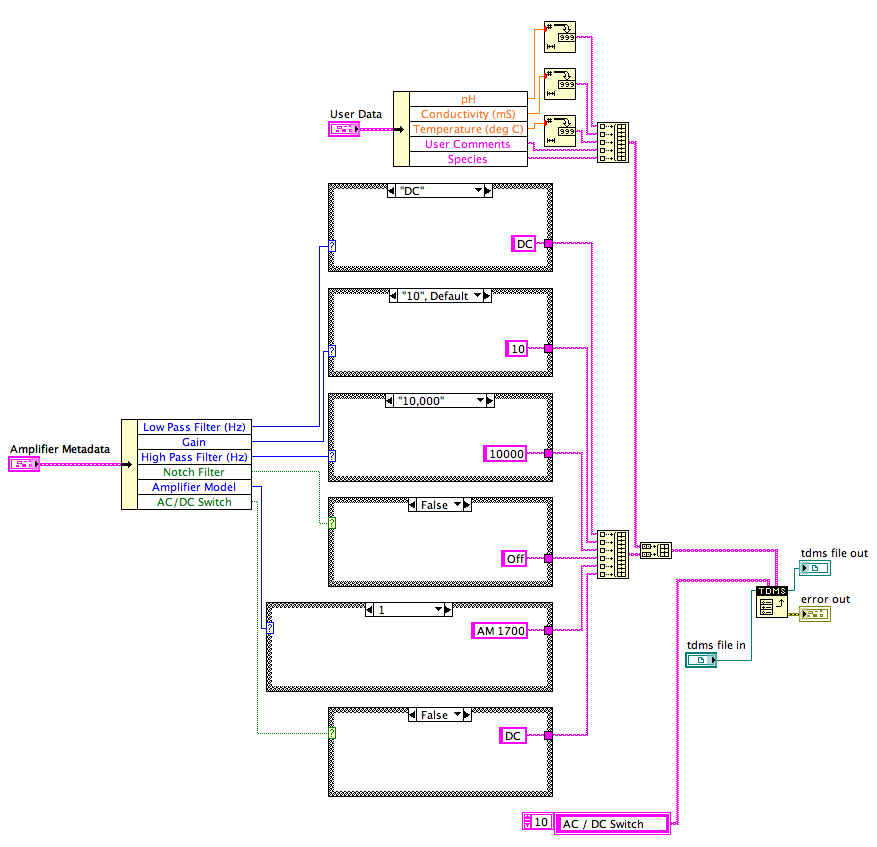 # 999
# 999
# 999
User Data
pH
Conductivity (mS)
Temperature (deg C)
User Comments
Species
"DC"
?
DC
"10", Default
?
10
"10,000"
?
10000
Amplifier Metadata
Low Pass Filter (Hz)
Gain
High Pass Filter (Hz)
Notch Filter
Amplifier Model
AC/DC Switch
False
?
Off
1
?
AM 1700
False
?
DC
tdms file out
TDMS
error out
tdms file in
10
AC / DC Switch